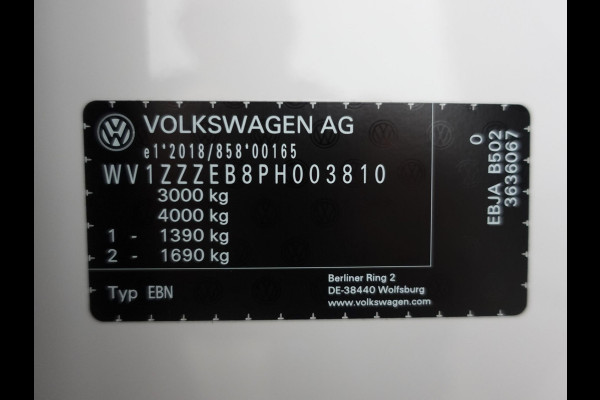 VOLKSWAGEN AG
e1*2018/858*00165
WV1ZZZEB8PH003810
3000 kg
4000 kg
1 - 1390 kg
2 - 1690 kg
Typ EBN
Berliner Ring 2
DE-38440 Wolfsburg
www.volkswagen.com
0
EBJA B502
3636067